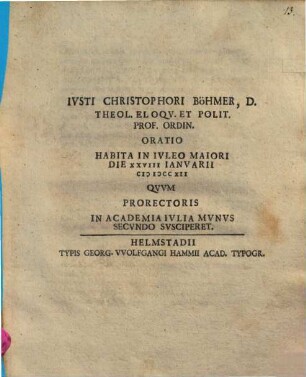 13.
IVSTI CHRISTOPHORI BöHMER, D.
THEOL. ELOQV. ET POLIT.
PROF. ORDIN.
ORATIO
HABITA IN IVLEO MAIORI
DIE XXVIII IANVARII
CIↃ IↃCC XII
QVVM
PRORECTORIS
IN ACADEMIA IVLIA MVNVS
SECVNDO SVSCIPERET.
HELMSTADII
TYPIS GEORG-VVOLFGANGI HAMMII ACAD. TYPOGR.